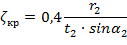 ζкр = 0,4 r₂ / (t₂ · sinα₂)